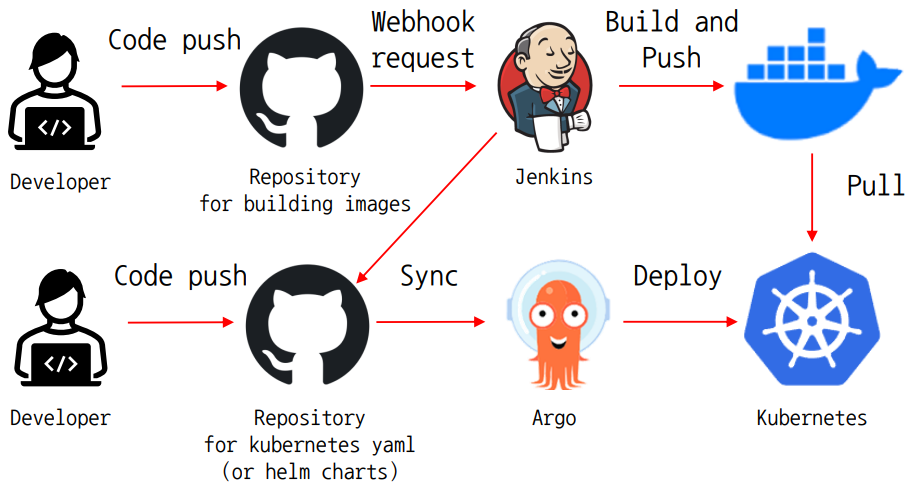 Code push
Webhook
request
Build and
Push
</>
Developer
Repository
for building images
Jenkins
Pull
Code push
Sync
Deploy
</>
Developer
Repository
for kubernetes yaml
(or helm charts)
Argo
Kubernetes